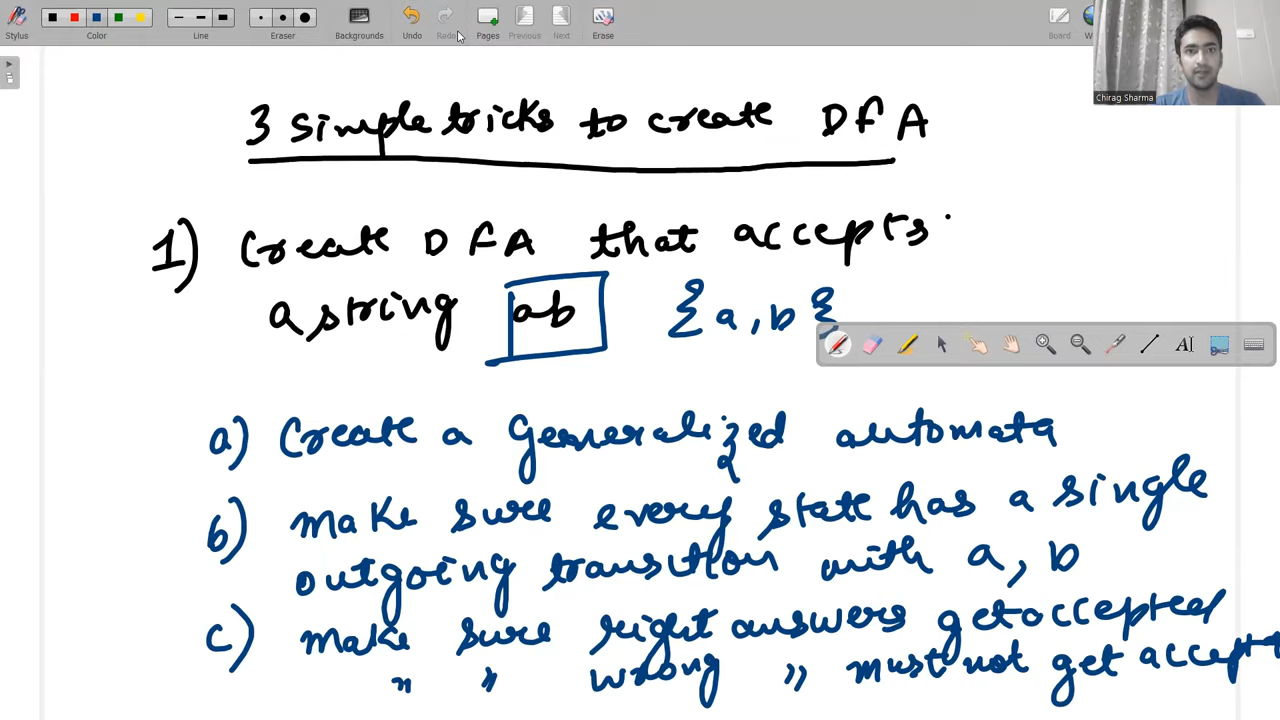 Stylus
Color
Line
Eraser
Backgrounds
Undo
Redo
Pages
Previous
Next
Erase
Board
Chirag Sharma
3 simple tricks to create DFA
1) Create DFA that accepts
a string ab {a,b}
a) Create a Generalized automata
b) make sure every state has a single
outgoing transition with a, b
c) make sure right answers get accepted
" " wrong " must not get accepted